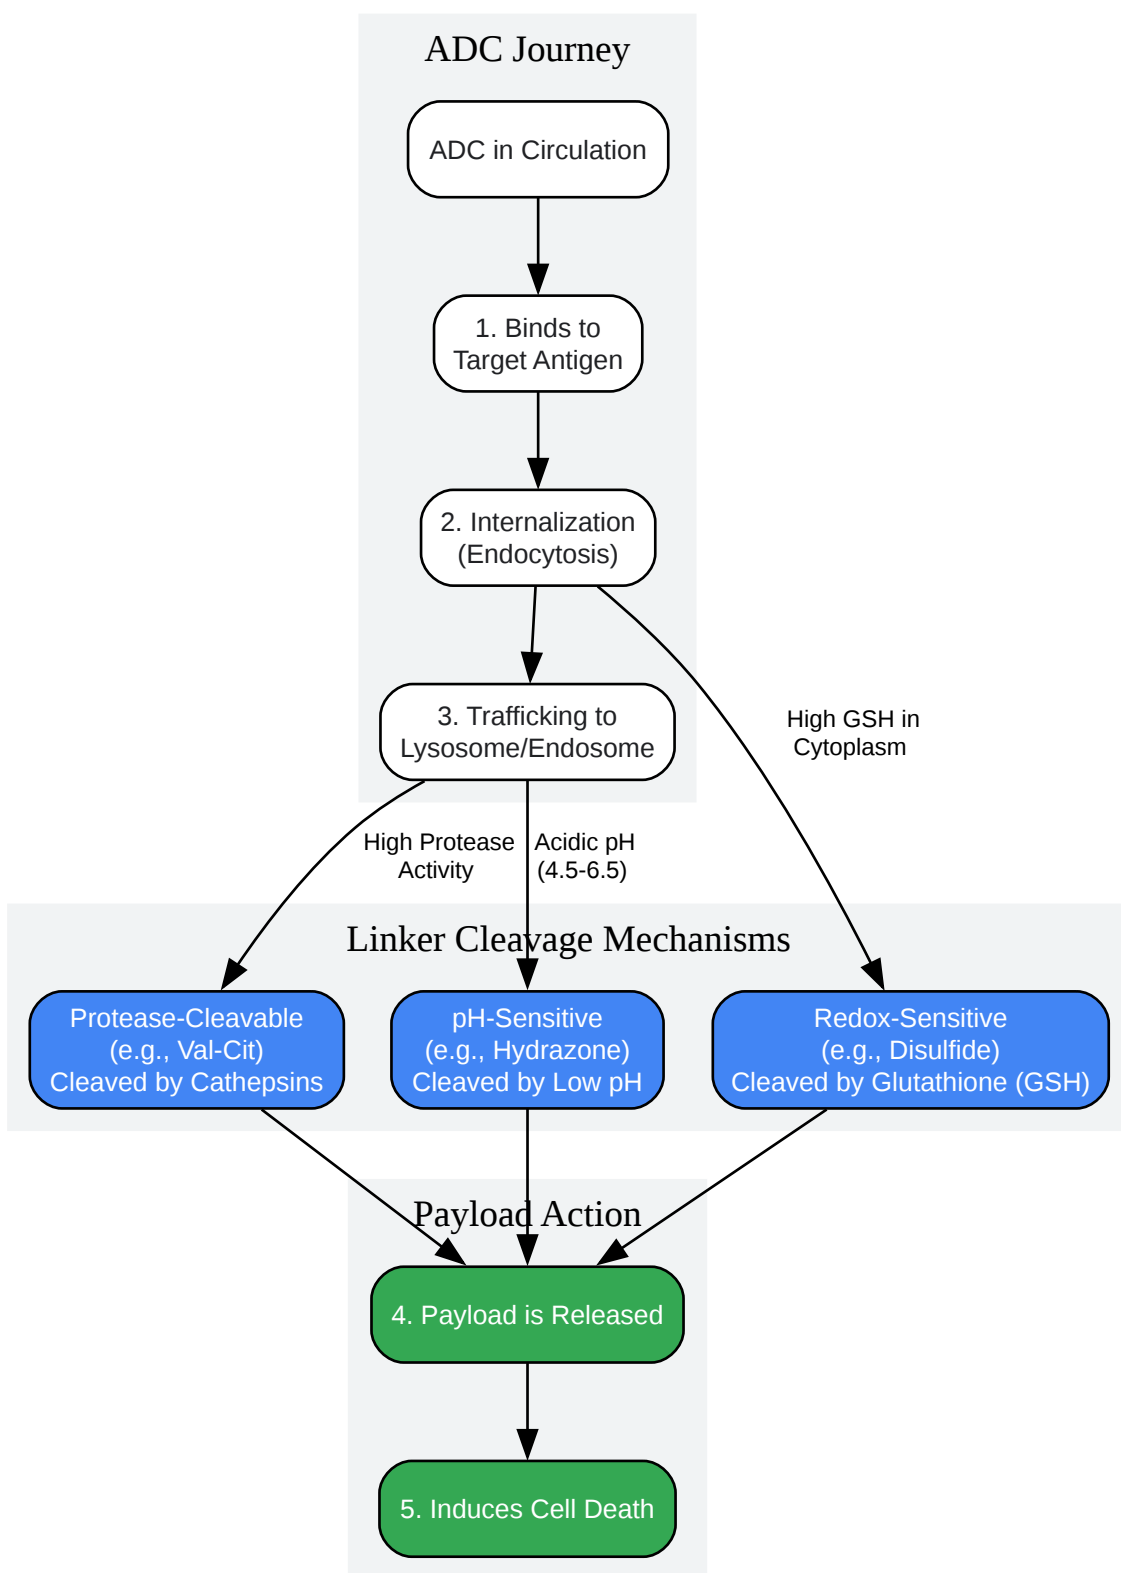 ADC Journey
ADC in Circulation
1. Binds to
Target Antigen
2. Internalization
(Endocytosis)
3. Trafficking to
Lysosome/Endosome
High GSH in
Cytoplasm
High Protease
Activity
Acidic pH
(4.5-6.5)
Linker Cleavage Mechanisms
Protease-Cleavable
(e.g., Val-Cit)
Cleaved by Cathepsins
pH-Sensitive
(e.g., Hydrazone)
Cleaved by Low pH
Redox-Sensitive
(e.g., Disulfide)
Cleaved by Glutathione (GSH)
Payload Action
4. Payload is Released
5. Induces Cell Death